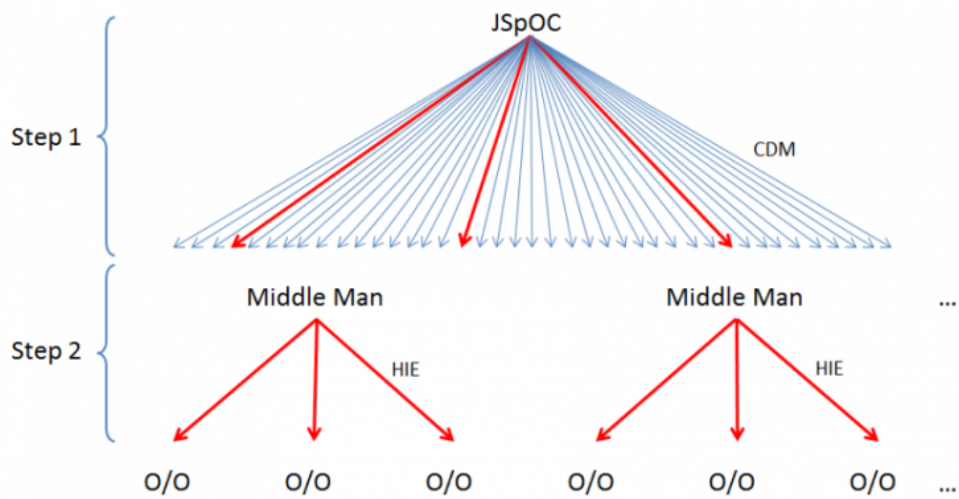 JSpOC
Step 1
CDM
Middle Man Middle Man ...
Step 2
HIE HIE
O/O O/O O/O O/O O/O O/O ...